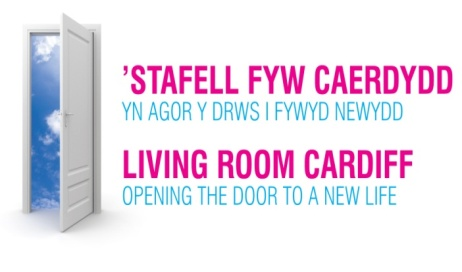 ’STAFELL FYW CAERDYDD
YN AGOR Y DRWS I FYWYD NEWYDD
LIVING ROOM CARDIFF
OPENING THE DOOR TO A NEW LIFE